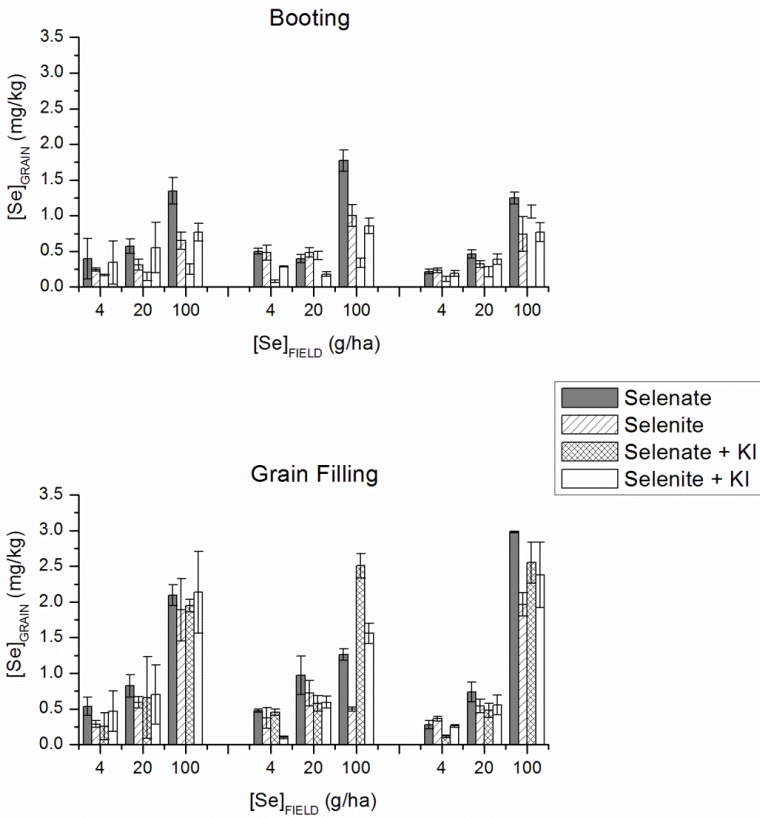 Booting
[Se]GRAIN (mg/kg)
3.5
3.0
2.5
2.0
1.5
1.0
0.5
0.0
4 20 100 4 20 100 4 20 100
[Se]FIELD (g/ha)
Selenate
Selenite
Selenate + KI
Selenite + KI
Grain Filling
[Se]GRAIN (mg/kg)
3.5
3.0
2.5
2.0
1.5
1.0
0.5
0.0
4 20 100 4 20 100 4 20 100
[Se]FIELD (g/ha)